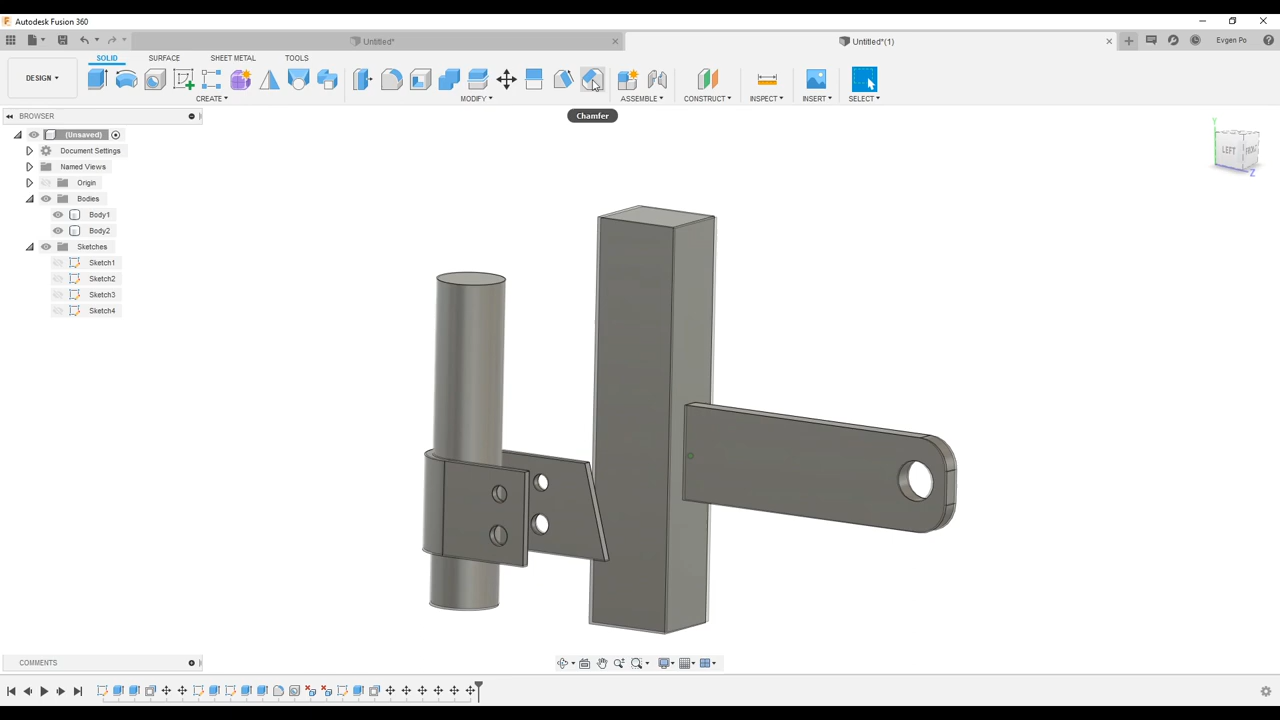 Autodesk Fusion 360
Untitled*
Untitled*(1)
Evgen Po
DESIGN
SOLID
SURFACE
SHEET METAL
TOOLS
CREATE
MODIFY
ASSEMBLE
CONSTRUCT
INSPECT
INSERT
SELECT
BROWSER
Chamfer
(Unsaved)
Document Settings
Named Views
Origin
Bodies
Body1
Body2
Sketches
Sketch1
Sketch2
Sketch3
Sketch4
Y
LEFT
FRONT
Z
COMMENTS